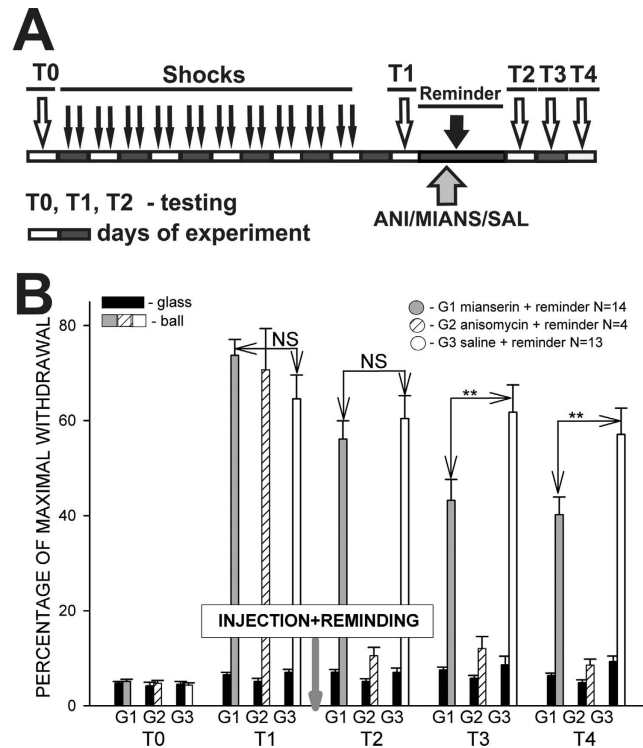 A
T0 Shocks T1 Reminder T2 T3 T4
T0, T1, T2 - testing
days of experiment
ANI/MIANS/SAL
B
PERCENTAGE OF MAXIMAL WITHDRAWAL
80
60
40
20
0
- glass
- ball
- G1 mianserin + reminder N=14
- G2 anisomycin + reminder N=4
- G3 saline + reminder N=13
NS NS ** **
INJECTION+REMINDING
G1 G2 G3 G1 G2 G3 G1 G2 G3 G1 G2 G3 G1 G2 G3
T0 T1 T2 T3 T4